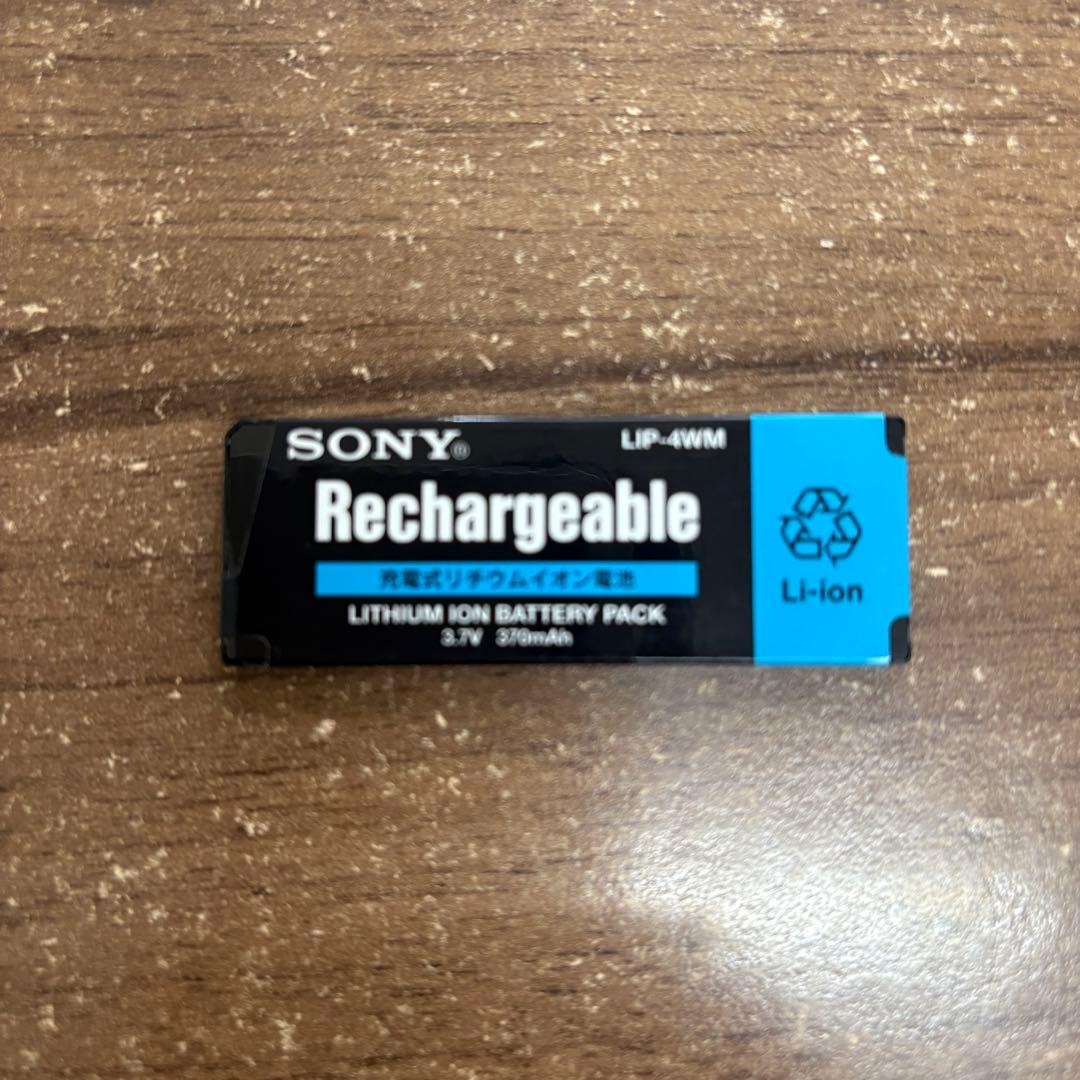 SONY®
LIP-4WM
Rechargeable
充電式リチウムイオン電池
LITHIUM ION BATTERY PACK
3.7V 370mAh
Li-ion